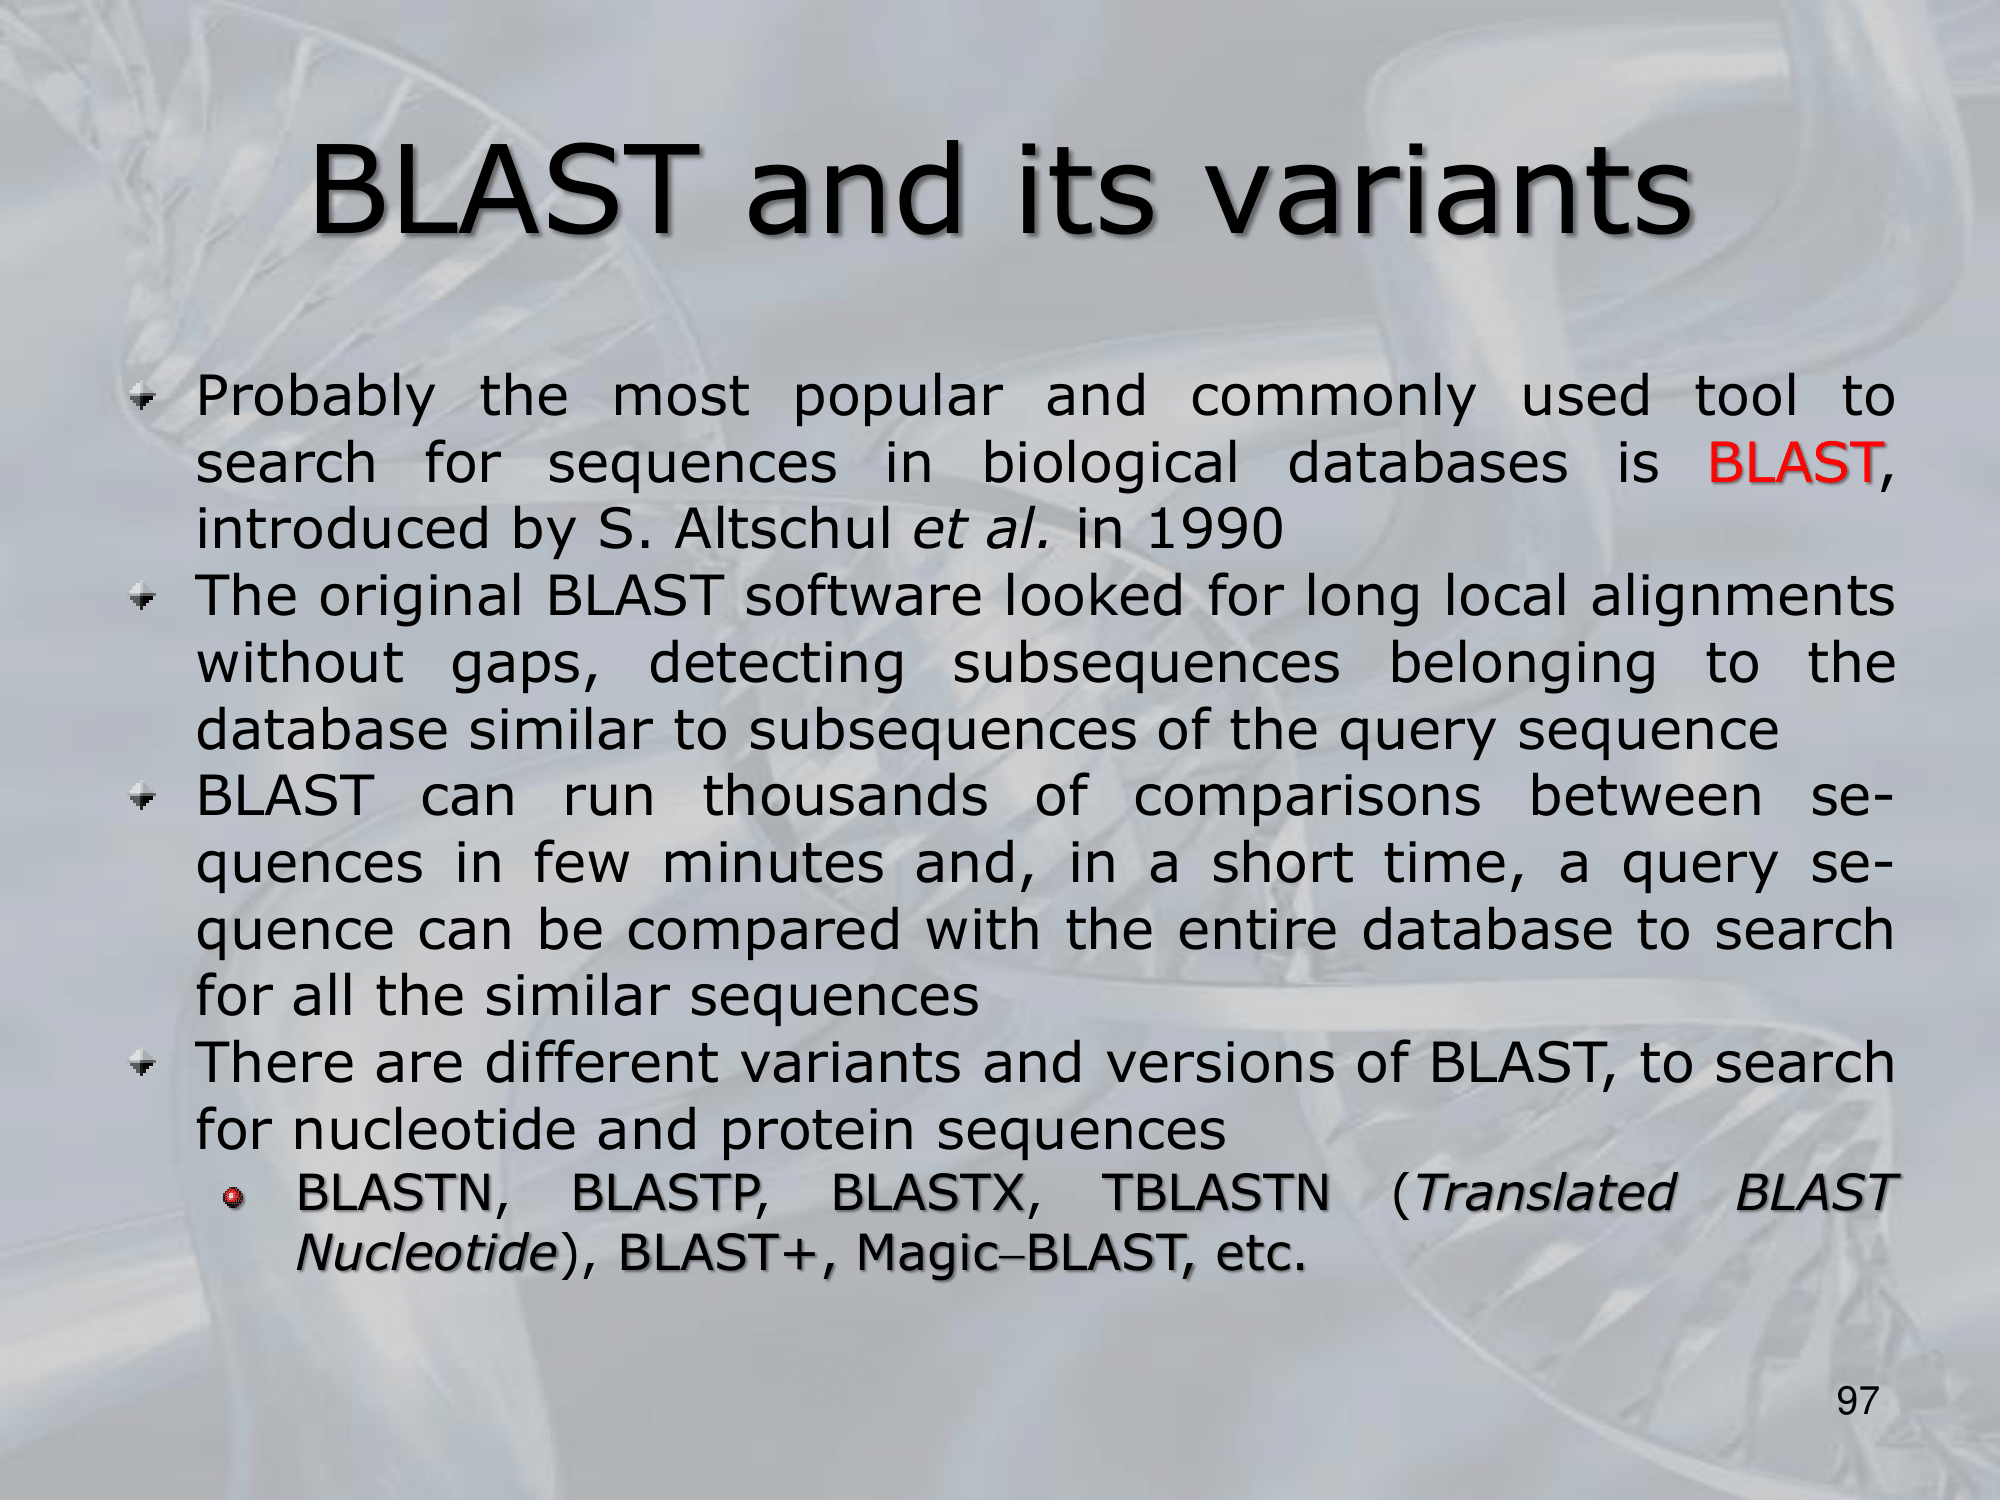 BLAST and its variants
Probably the most popular and commonly used tool to
search for sequences in biological databases is BLAST,
introduced by S. Altschul et al. in 1990
The original BLAST software looked for long local alignments
without gaps, detecting subsequences belonging to the
database similar to subsequences of the query sequence
BLAST can run thousands of comparisons between se-
quences in few minutes and, in a short time, a query se-
quence can be compared with the entire database to search
for all the similar sequences
There are different variants and versions of BLAST, to search
for nucleotide and protein sequences
BLASTN, BLASTP, BLASTX, TBLASTN (Translated BLAST
Nucleotide), BLAST+, Magic–BLAST, etc.
97